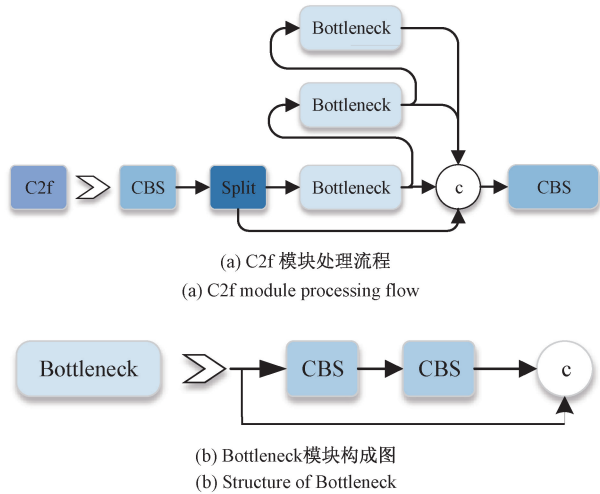 Bottleneck
Bottleneck
C2f CBS Split Bottleneck c CBS
(a) C2f 模块处理流程
(a) C2f module processing flow
Bottleneck CBS CBS c
(b) Bottleneck模块构成图
(b) Structure of Bottleneck